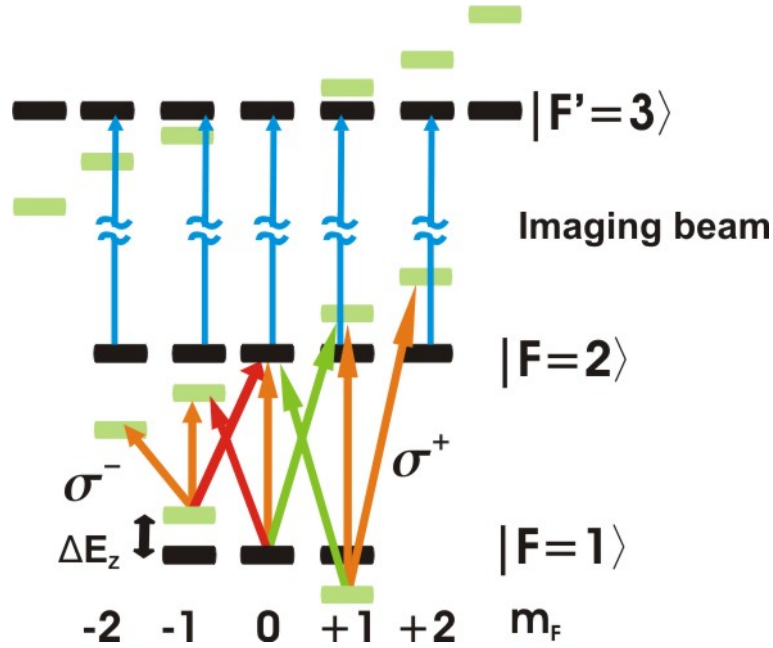 |F'=3⟩
Imaging beam
|F=2⟩
σ⁻
σ⁺
ΔE_z
|F=1⟩
-2 -1 0 +1 +2 m_F